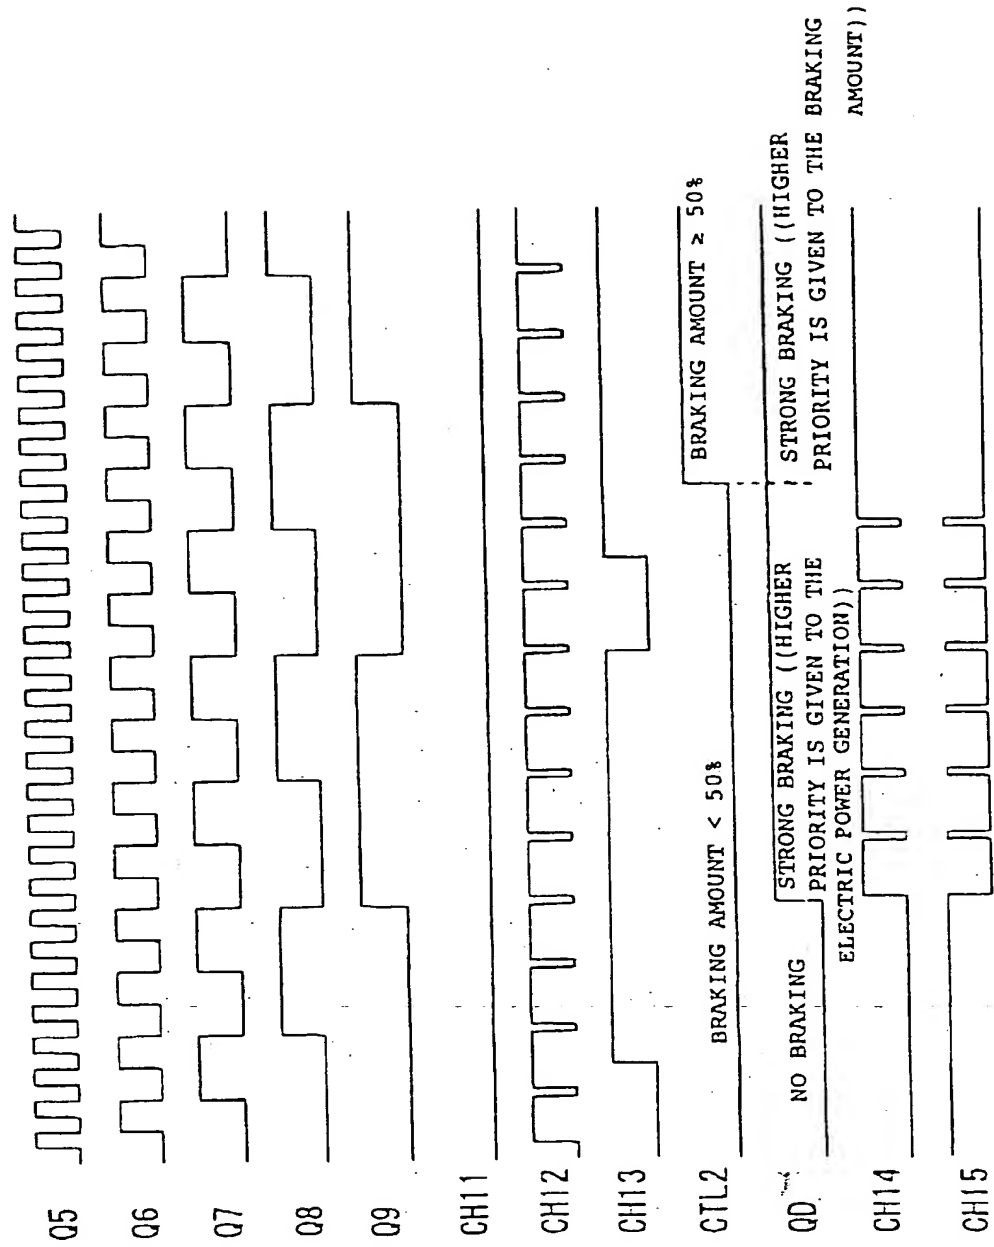 Q5
Q6
Q7
Q8
Q9
CH11
CH12
CH13
CTL2
BRAKING AMOUNT < 50%
BRAKING AMOUNT ≥ 50%
QD
NO BRAKING
STRONG BRAKING ((HIGHER
PRIORITY IS GIVEN TO THE
ELECTRIC POWER GENERATION))
STRONG BRAKING ((HIGHER
PRIORITY IS GIVEN TO THE BRAKING
AMOUNT))
CH14
CH15